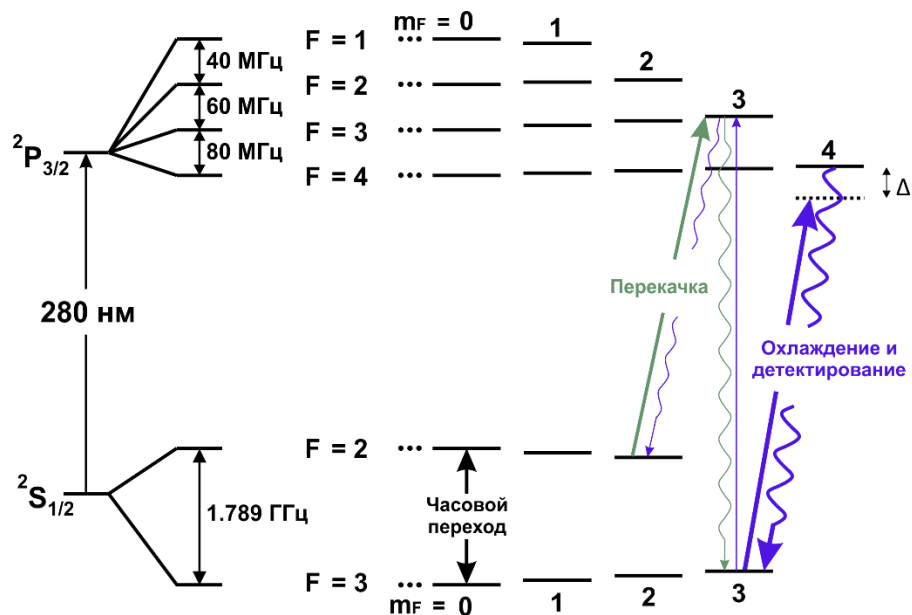 m_F = 0
1
F = 1
40 МГц
2
F = 2
60 МГц
3
F = 3
²P₃/₂
80 МГц
4
F = 4
Δ
280 нм
Перекачка
Охлаждение и
детектирование
F = 2
²S₁/₂
1.789 ГГц
Часовой
переход
F = 3
m_F = 0
1
2
3